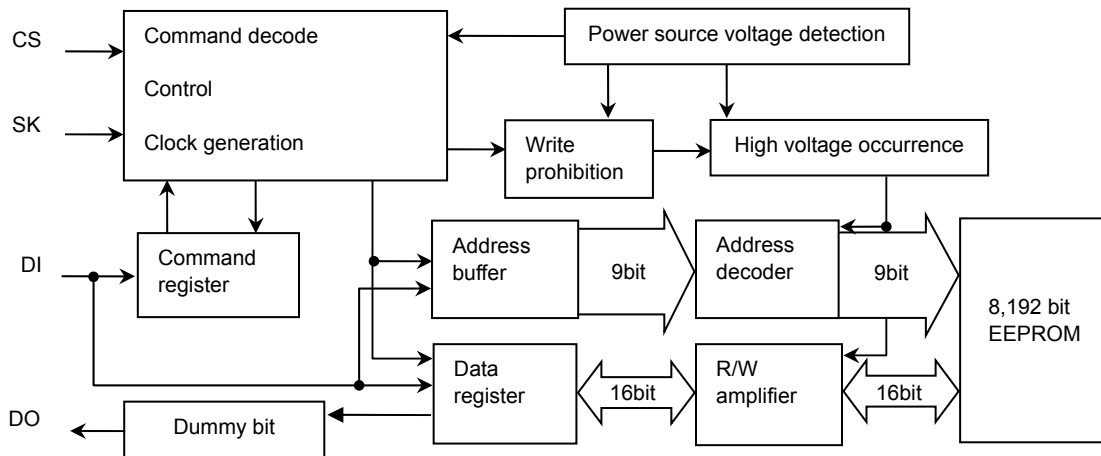 CS
Command decode
Power source voltage detection
Control
SK
Clock generation
Write
prohibition
High voltage occurrence
DI
Command
register
Address
buffer
9bit
Address
decoder
9bit
8,192 bit
EEPROM
Data
register
16bit
R/W
amplifier
16bit
DO
Dummy bit